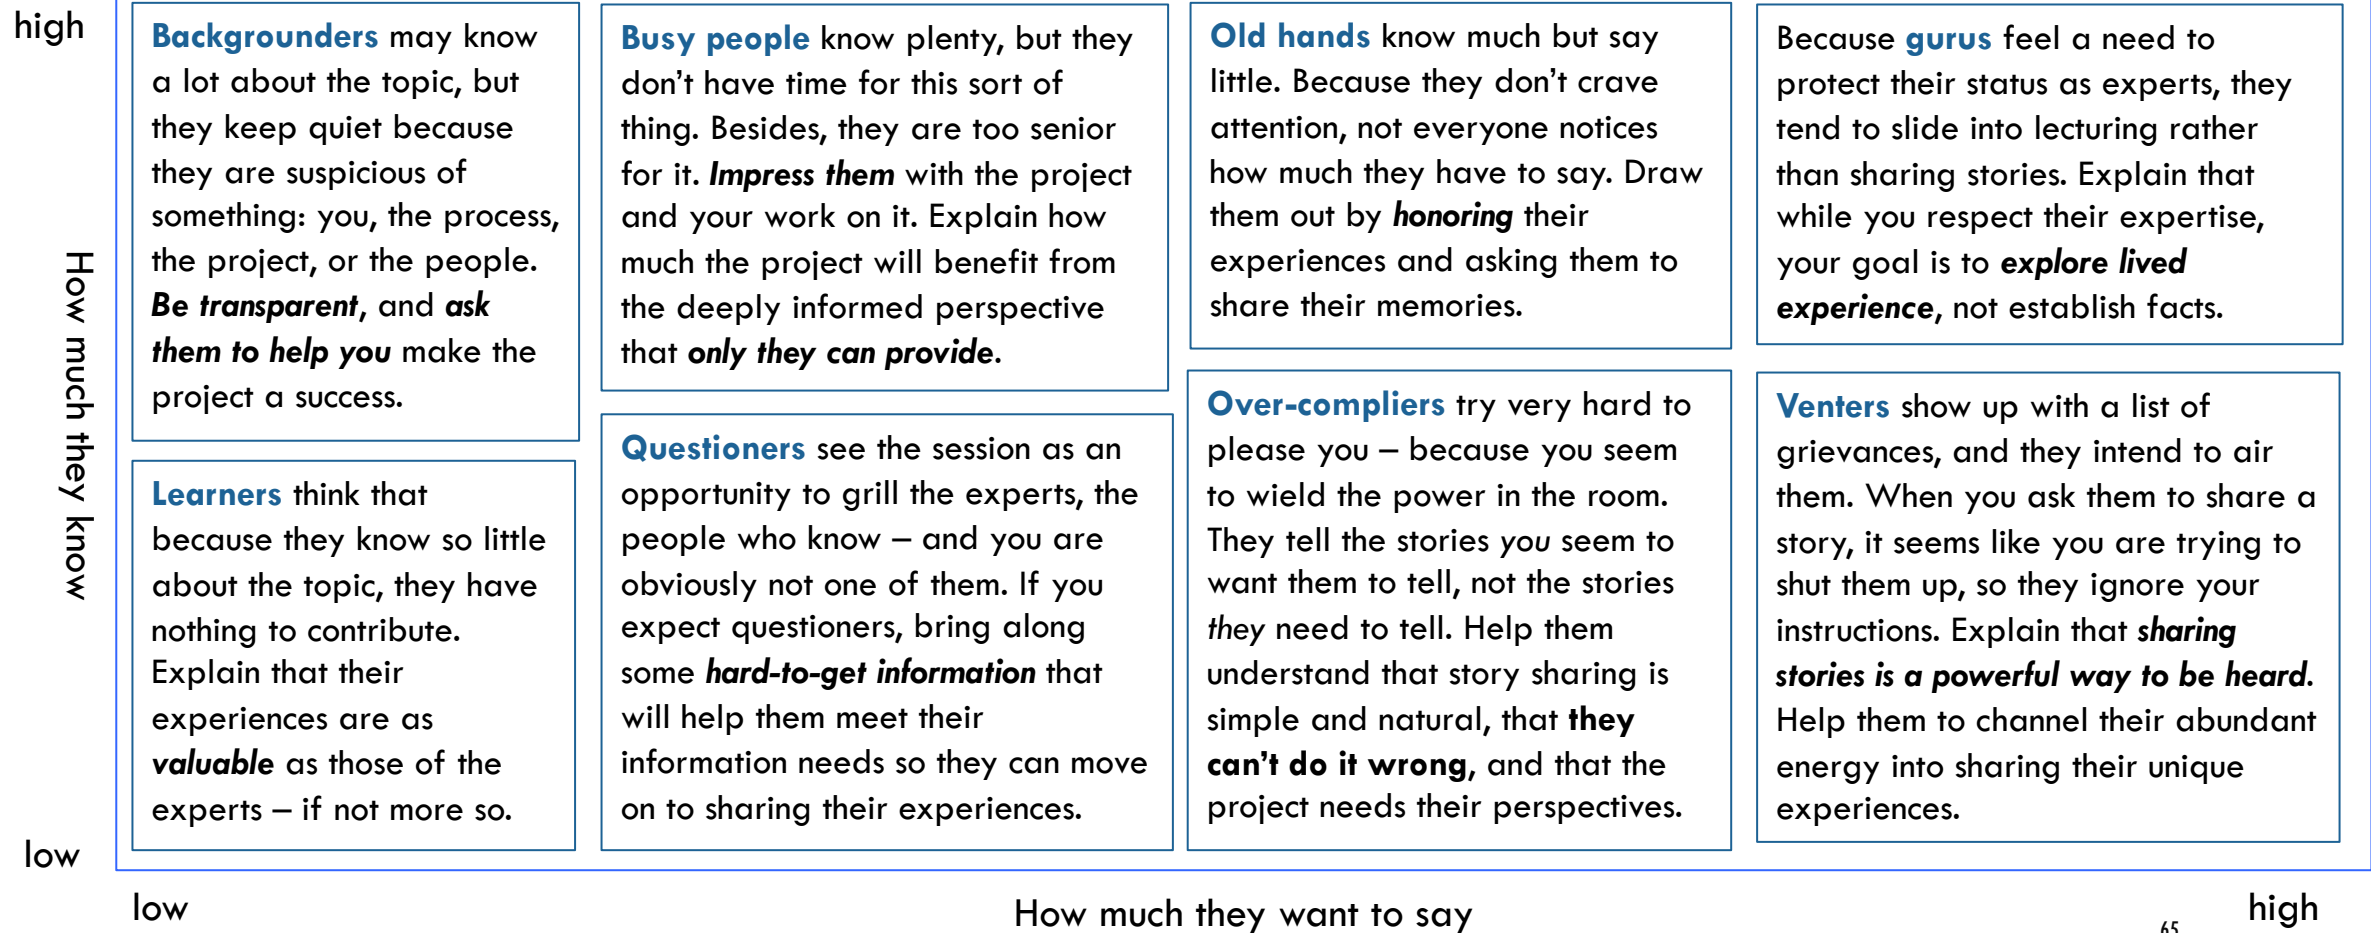 high
Backgrounders may know
a lot about the topic, but
they keep quiet because
they are suspicious of
something: you, the process,
the project, or the people.
Be transparent, and ask
them to help you make the
project a success.
Busy people know plenty, but they
don't have time for this sort of
thing. Besides, they are too senior
for it. Impress them with the project
and your work on it. Explain how
much the project will benefit from
the deeply informed perspective
that only they can provide.
Old hands know much but say
little. Because they don't crave
attention, not everyone notices
how much they have to say. Draw
them out by honoring their
experiences and asking them to
share their memories.
Because gurus feel a need to
protect their status as experts, they
tend to slide into lecturing rather
than sharing stories. Explain that
while you respect their expertise,
your goal is to explore lived
experience, not establish facts.
How much they know
Learners think that
because they know so little
about the topic, they have
nothing to contribute.
Explain that their
experiences are as
valuable as those of the
experts – if not more so.
Questioners see the session as an
opportunity to grill the experts, the
people who know – and you are
obviously not one of them. If you
expect questioners, bring along
some hard-to-get information that
will help them meet their
information needs so they can move
on to sharing their experiences.
Over-compliers try very hard to
please you – because you seem
to wield the power in the room.
They tell the stories you seem to
want them to tell, not the stories
they need to tell. Help them
understand that story sharing is
simple and natural, that they
can't do it wrong, and that the
project needs their perspectives.
Venters show up with a list of
grievances, and they intend to air
them. When you ask them to share a
story, it seems like you are trying to
shut them up, so they ignore your
instructions. Explain that sharing
stories is a powerful way to be heard.
Help them to channel their abundant
energy into sharing their unique
experiences.
low
low
How much they want to say
high
65